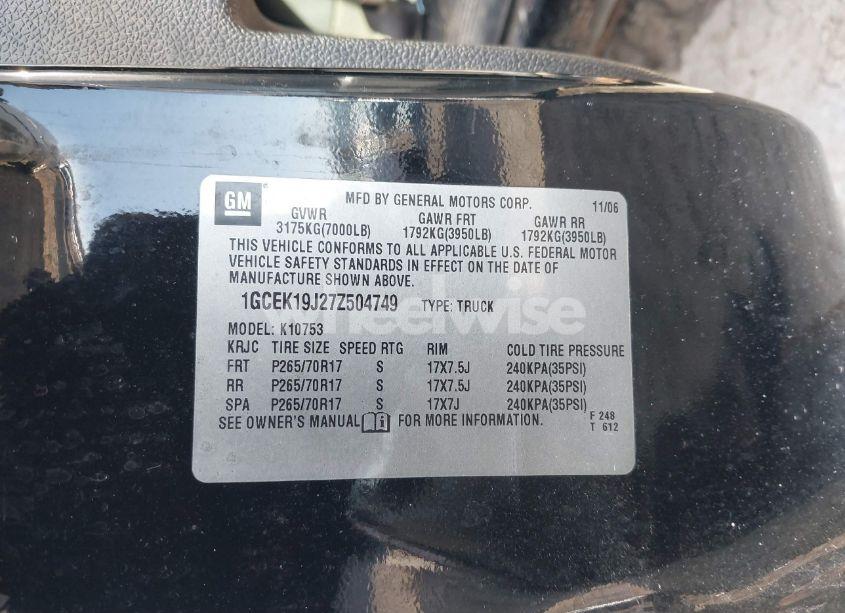 GM
MFD BY GENERAL MOTORS CORP. 11/06
GVWR GAWR FRT GAWR RR
3175KG(7000LB) 1792KG(3950LB) 1792KG(3950LB)
THIS VEHICLE CONFORMS TO ALL APPLICABLE U.S. FEDERAL MOTOR
VEHICLE SAFETY STANDARDS IN EFFECT ON THE DATE OF
MANUFACTURE SHOWN ABOVE.
1GCEK19J27Z504749 TYPE: TRUCK
wheelwise
MODEL: K10753
KRJC TIRE SIZE SPEED RTG RIM COLD TIRE PRESSURE
FRT P265/70R17 S 17X7.5J 240KPA(35PSI)
RR P265/70R17 S 17X7.5J 240KPA(35PSI)
SPA P265/70R17 S 17X7J 240KPA(35PSI)
SEE OWNER'S MANUAL i FOR MORE INFORMATION. F 248
T 612